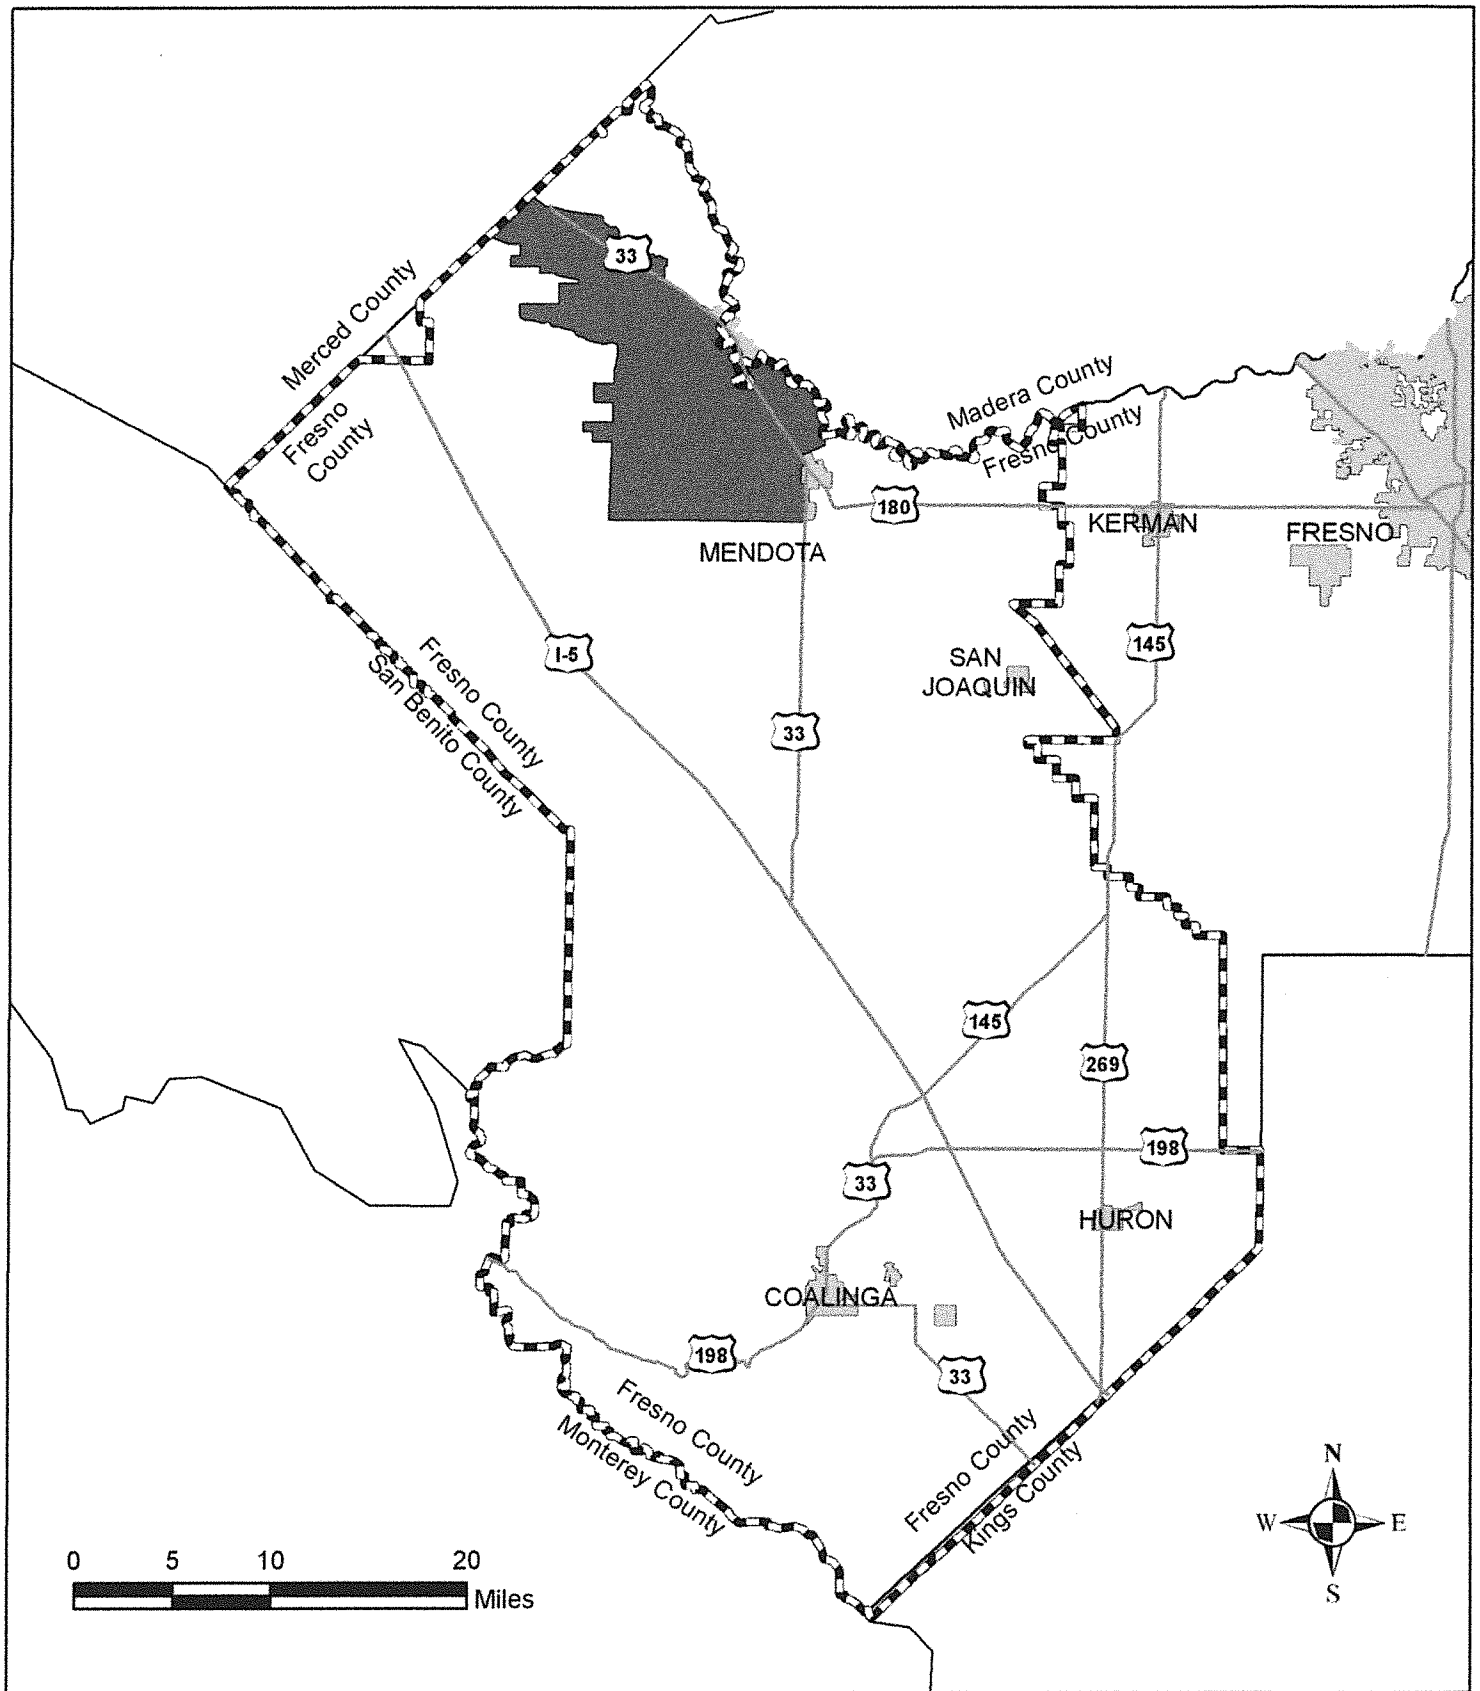 33
Merced County
Fresno
County
Madera County
Fresno County
180
KERMAN
FRESNO
MENDOTA
I-5
SAN
JOAQUIN
145
Fresno County
San Benito County
33
145
269
198
33
HURON
COALINGA
198
33
Fresno County
Monterey County
Fresno County
Kings County
N
W
E
S
0
5
10
20
Miles